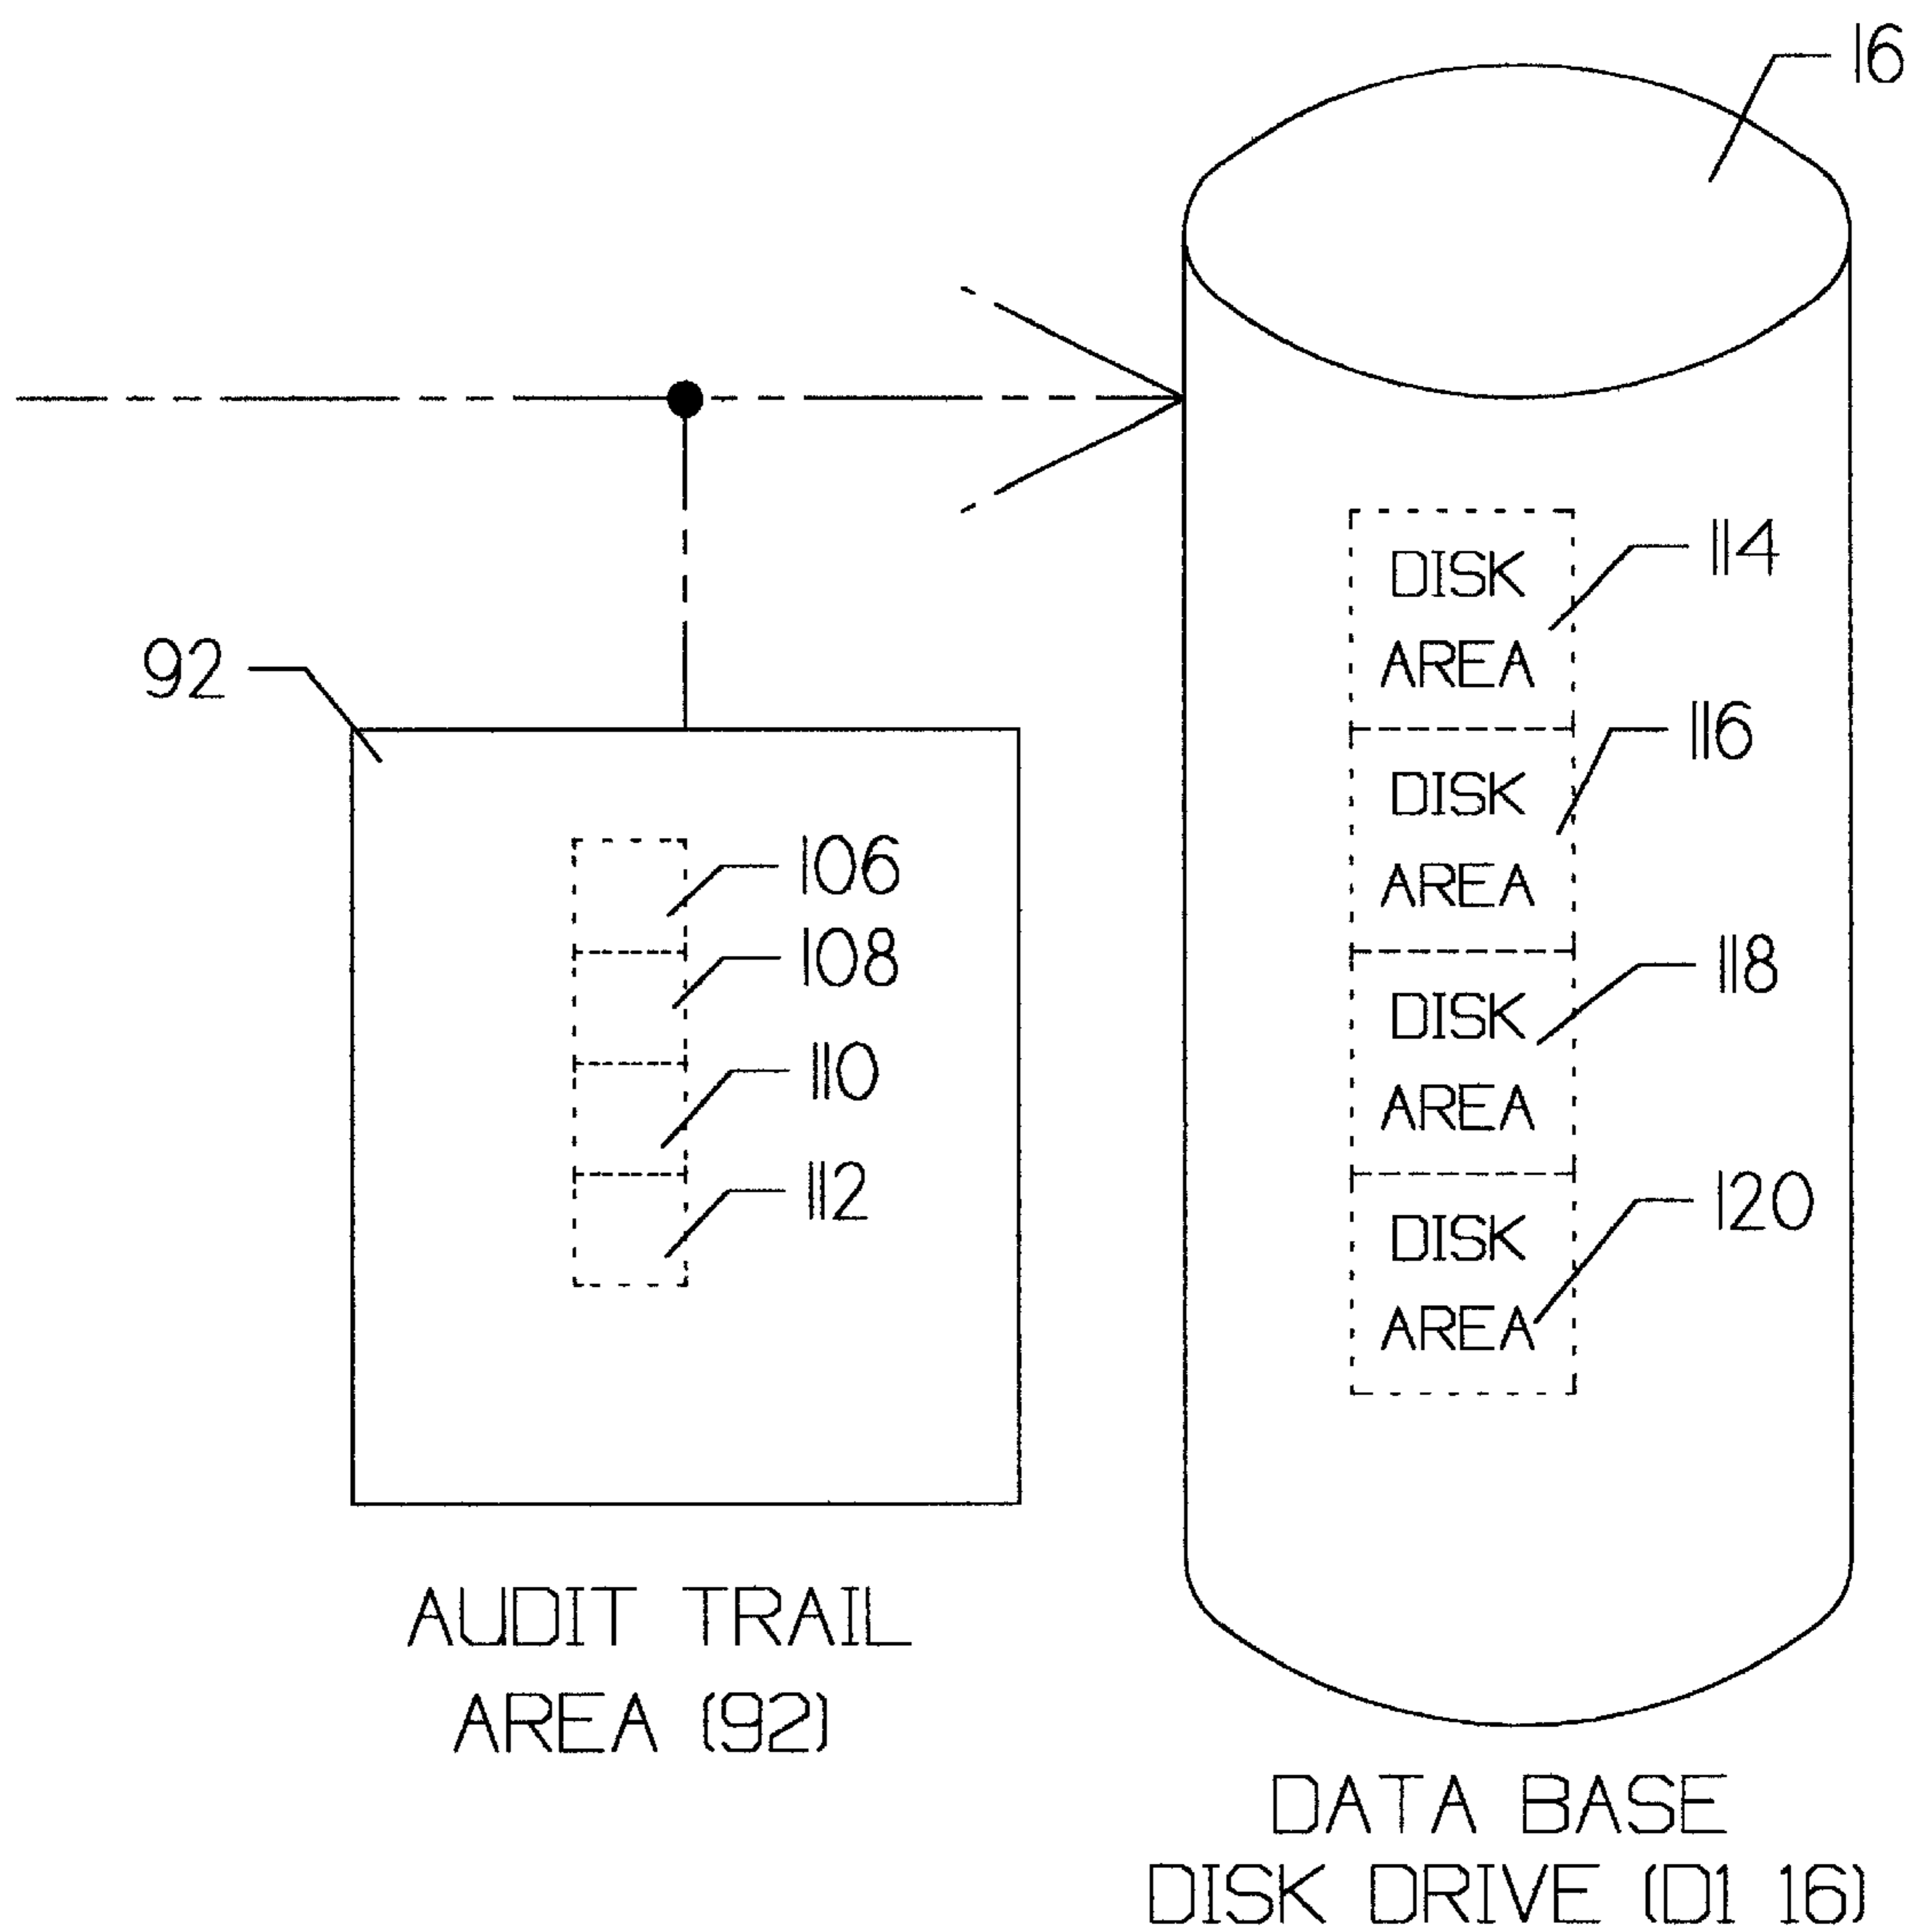 16
114
DISK
AREA
92
116
DISK
AREA
106
108
118
DISK
AREA
110
112
120
DISK
AREA
AUDIT TRAIL
AREA (92)
DATA BASE
DISK DRIVE (D1 16)